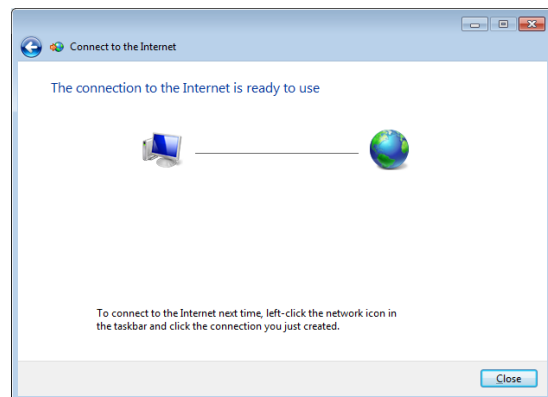 Connect to the Internet
The connection to the Internet is ready to use
To connect to the Internet next time, left-click the network icon in
the taskbar and click the connection you just created.
Close